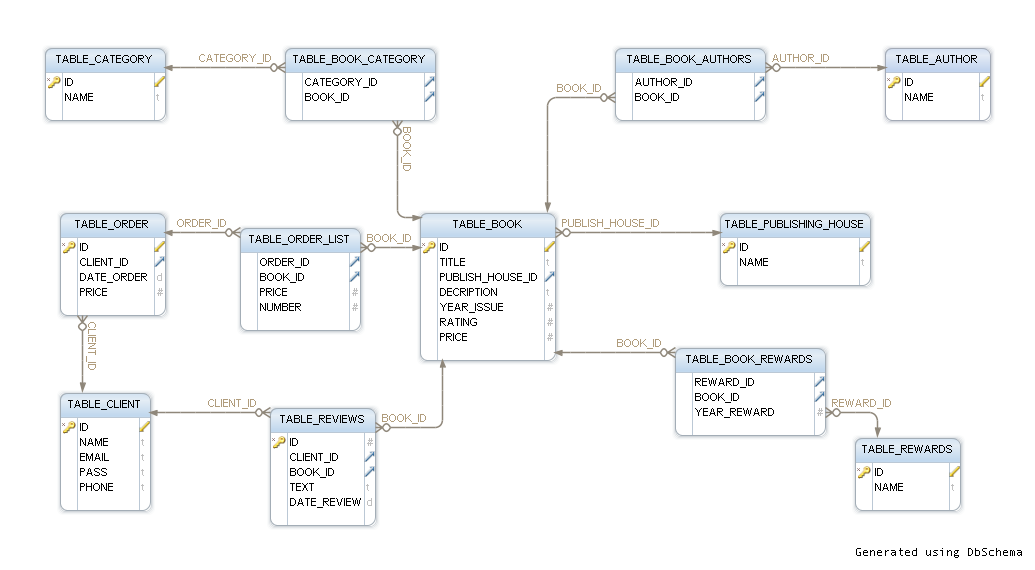 TABLE_CATEGORY
ID
NAME
t
CATEGORY_ID
TABLE_BOOK_CATEGORY
CATEGORY_ID
BOOK_ID
BOOK_ID
TABLE_BOOK_AUTHORS
AUTHOR_ID
BOOK_ID
BOOK_ID
AUTHOR_ID
TABLE_AUTHOR
ID
NAME
t
TABLE_ORDER
ID
CLIENT_ID
DATE_ORDER d
PRICE #
ORDER_ID
TABLE_ORDER_LIST
ORDER_ID
BOOK_ID
PRICE #
NUMBER #
BOOK_ID
TABLE_BOOK
ID
TITLE t
PUBLISH_HOUSE_ID
DECRIPTION t
YEAR_ISSUE #
RATING #
PRICE #
PUBLISH_HOUSE_ID
TABLE_PUBLISHING_HOUSE
ID
NAME t
CLIENT_ID
TABLE_CLIENT
ID
NAME t
EMAIL t
PASS t
PHONE t
CLIENT_ID
TABLE_REVIEWS
ID #
CLIENT_ID
BOOK_ID
TEXT t
DATE_REVIEW d
BOOK_ID
BOOK_ID
TABLE_BOOK_REWARDS
REWARD_ID
BOOK_ID
YEAR_REWARD #
REWARD_ID
TABLE_REWARDS
ID
NAME t
Generated using DbSchema